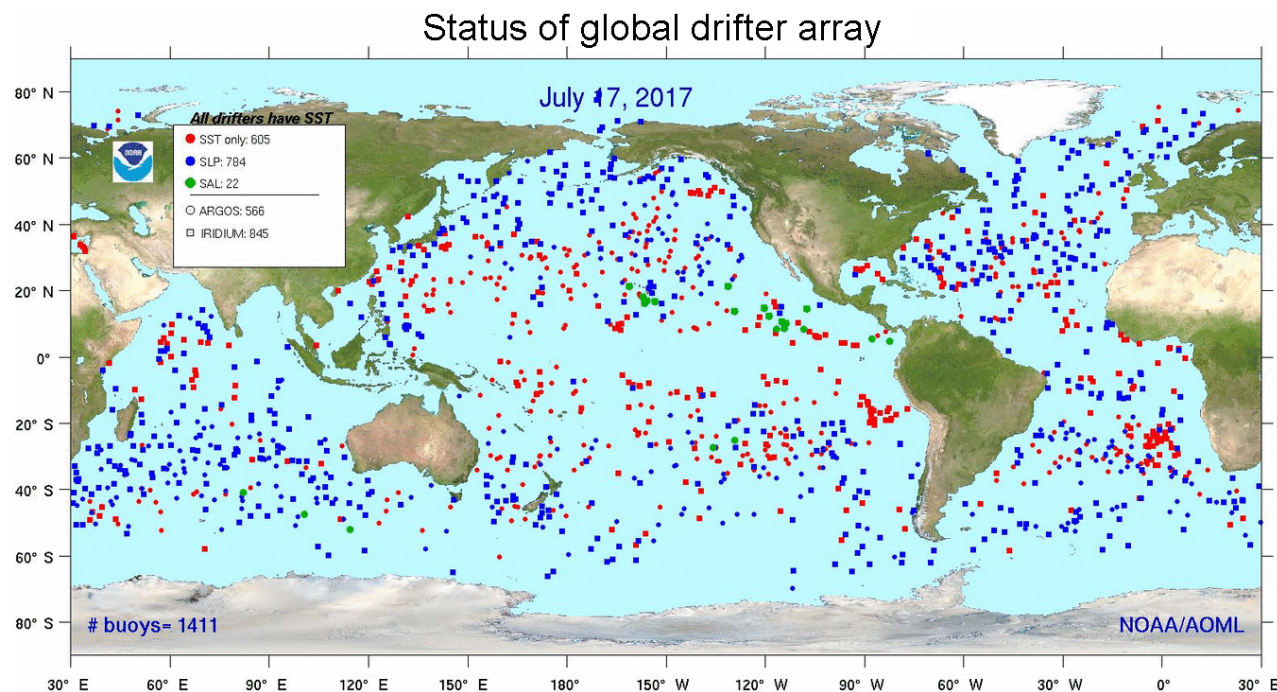 Status of global drifter array
July 17, 2017
All drifters have SST
SST only: 605
SLP: 784
SAL: 22
ARGOS: 566
IRIDIUM: 845
NOAA
80° N
60° N
40° N
20° N
0°
20° S
40° S
60° S
80° S
# buoys= 1411
NOAA/AOML
30° E 60° E 90° E 120° E 150° E 180° 150° W 120° W 90° W 60° W 30° W 0° 30° E